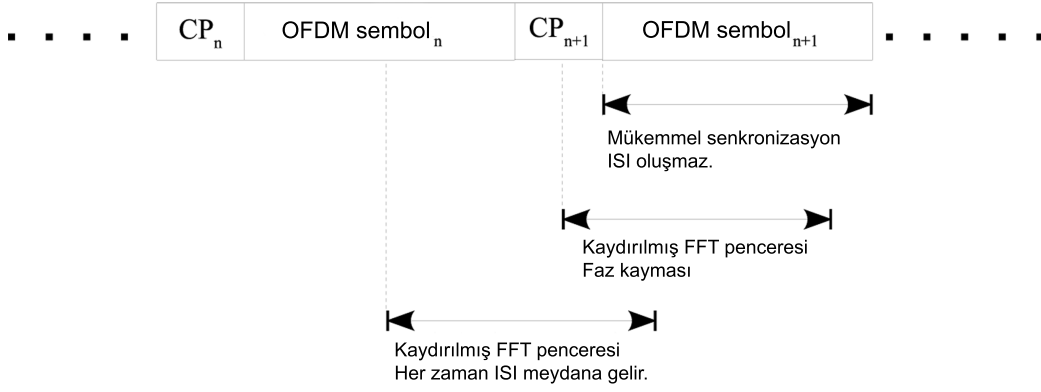 CPn OFDM sembol n CPn+1 OFDM sembol n+1
Mükemmel senkronizasyon
ISI oluşmaz.
Kaydırılmış FFT penceresi
Faz kayması
Kaydırılmış FFT penceresi
Her zaman ISI meydana gelir.